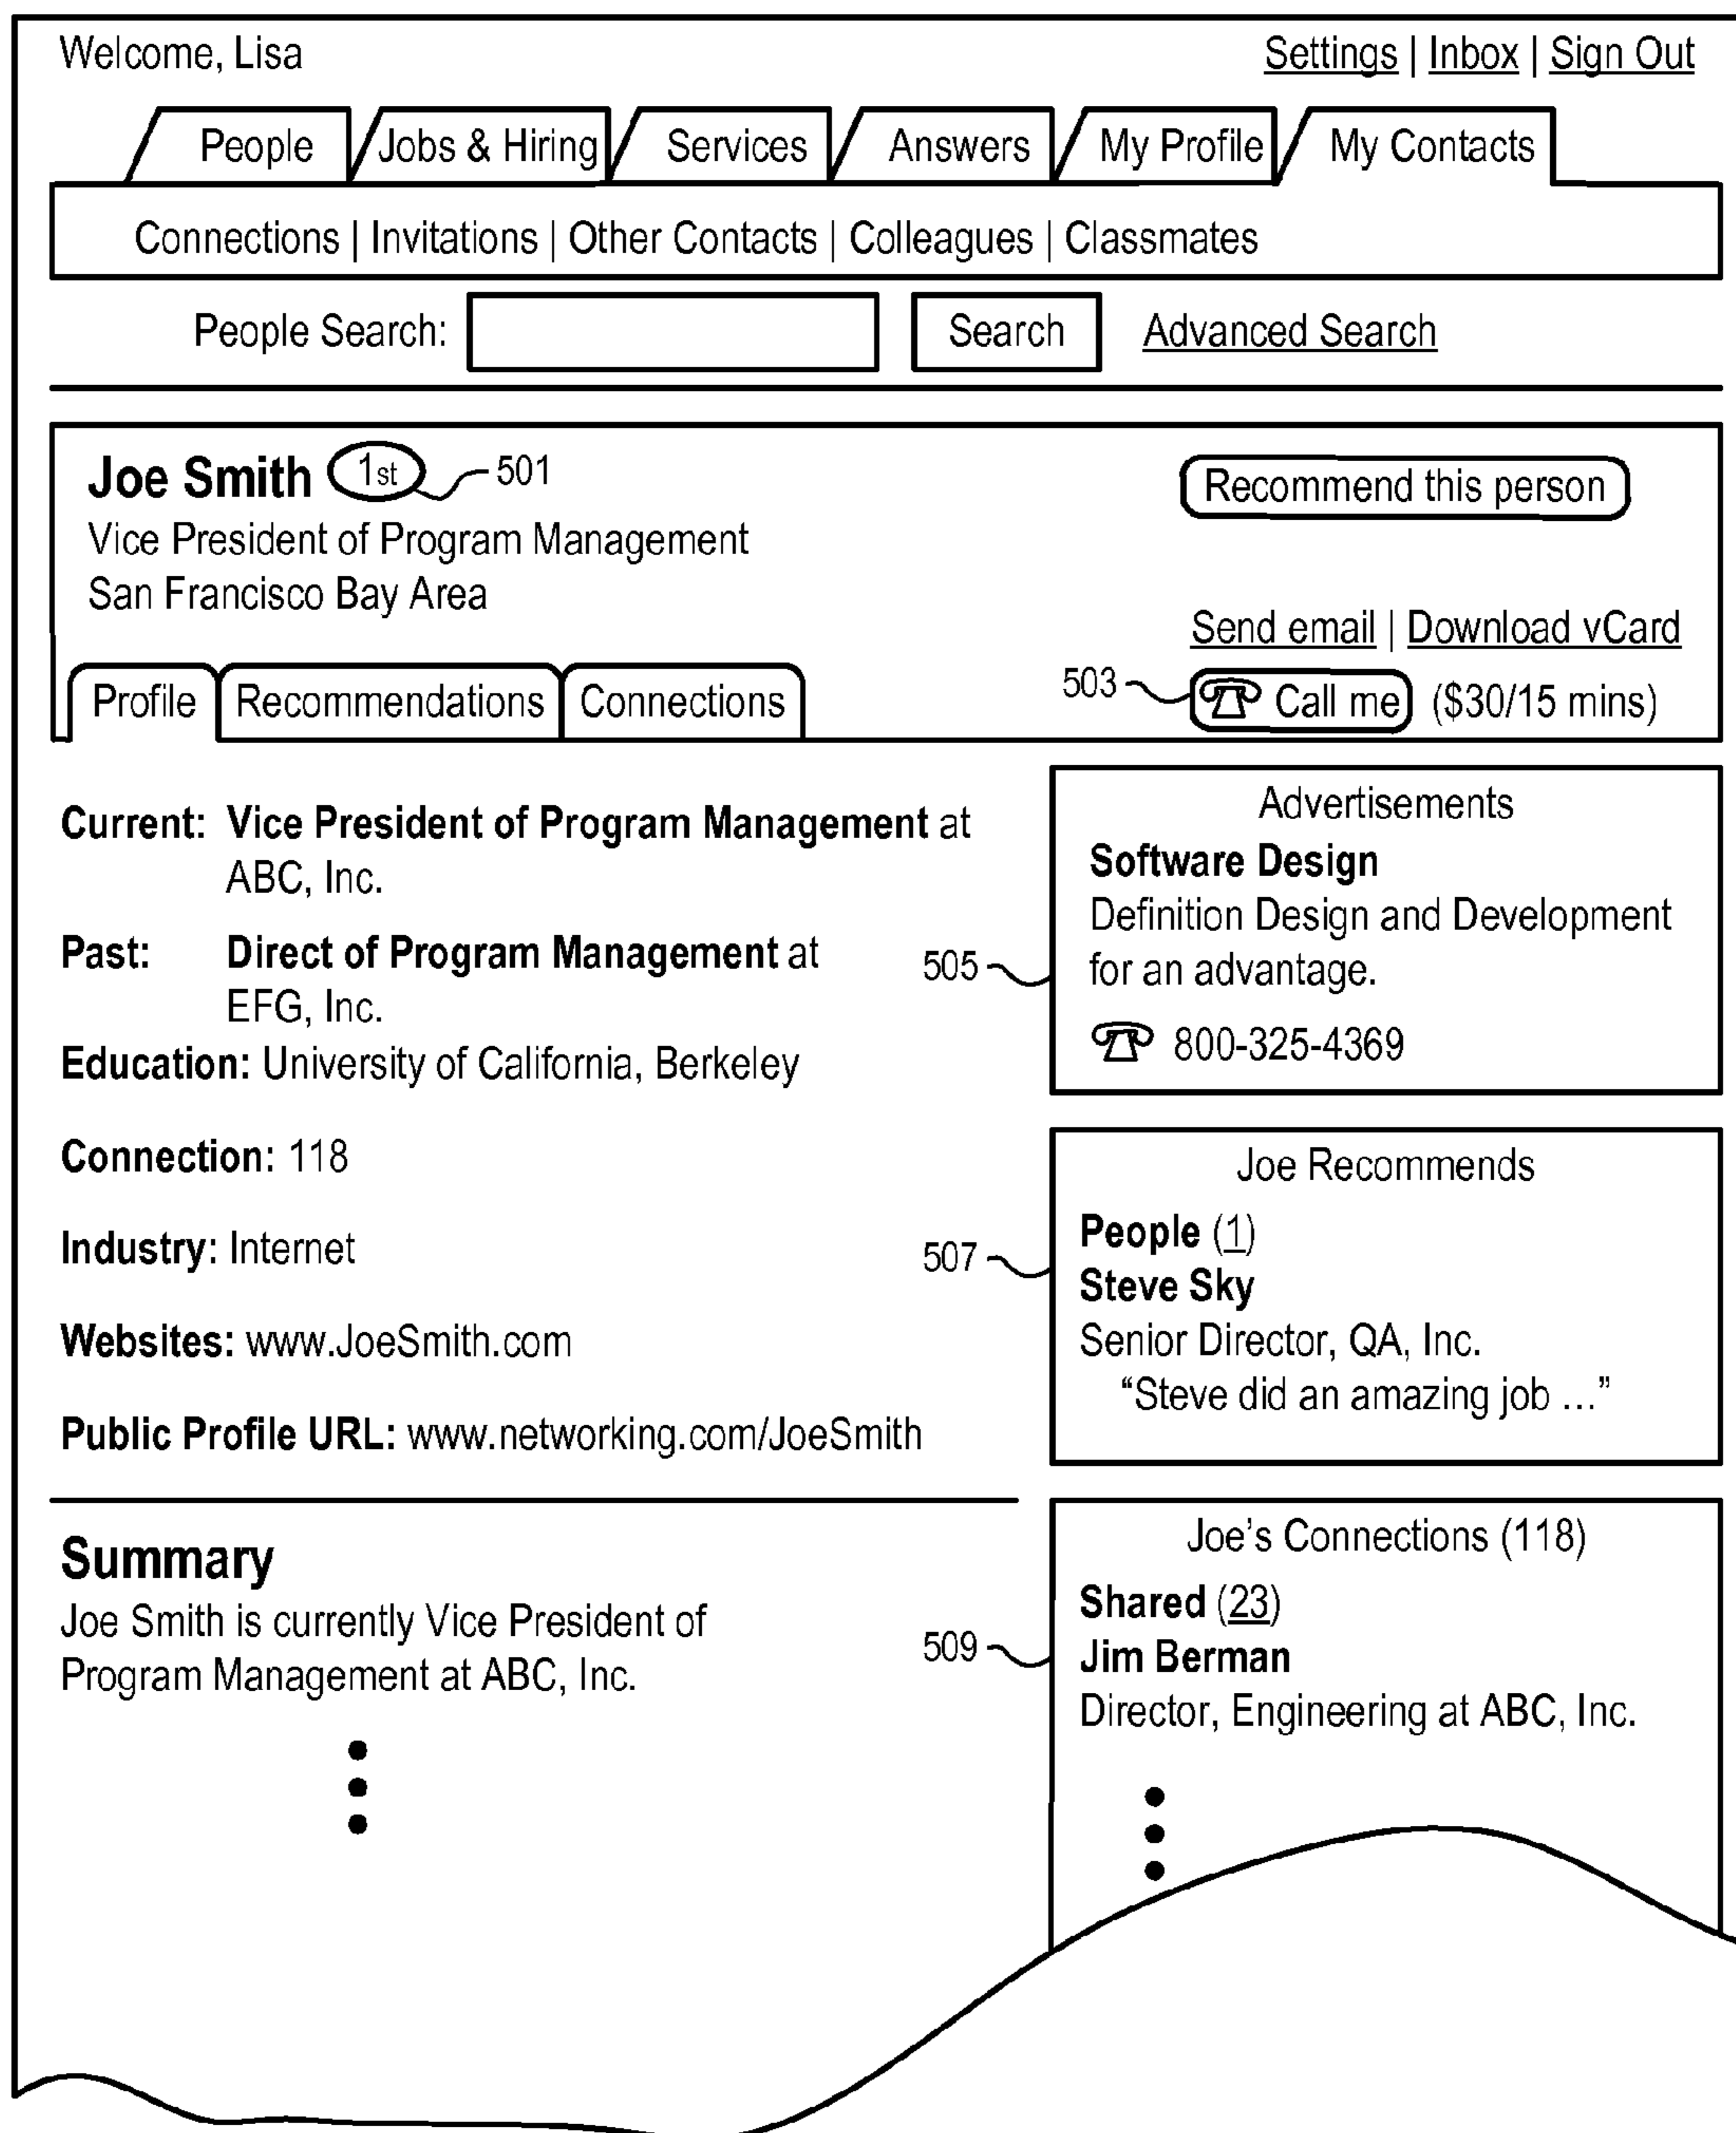 Welcome, Lisa
Settings | Inbox | Sign Out
People
Jobs & Hiring
Services
Answers
My Profile
My Contacts
Connections | Invitations | Other Contacts | Colleagues | Classmates
People Search:
Search
Advanced Search
Joe Smith
1st
501
Vice President of Program Management
San Francisco Bay Area
Recommend this person
Send email | Download vCard
503
Call me
($30/15 mins)
Profile
Recommendations
Connections
Current: Vice President of Program Management at
ABC, Inc.
Past: Direct of Program Management at
EFG, Inc.
Education: University of California, Berkeley
Connection: 118
Industry: Internet
Websites: www.JoeSmith.com
Public Profile URL: www.networking.com/JoeSmith
Summary
Joe Smith is currently Vice President of
Program Management at ABC, Inc.
505
Advertisements
Software Design
Definition Design and Development
for an advantage.
800-325-4369
507
Joe Recommends
People (1)
Steve Sky
Senior Director, QA, Inc.
“Steve did an amazing job ...”
509
Joe’s Connections (118)
Shared (23)
Jim Berman
Director, Engineering at ABC, Inc.